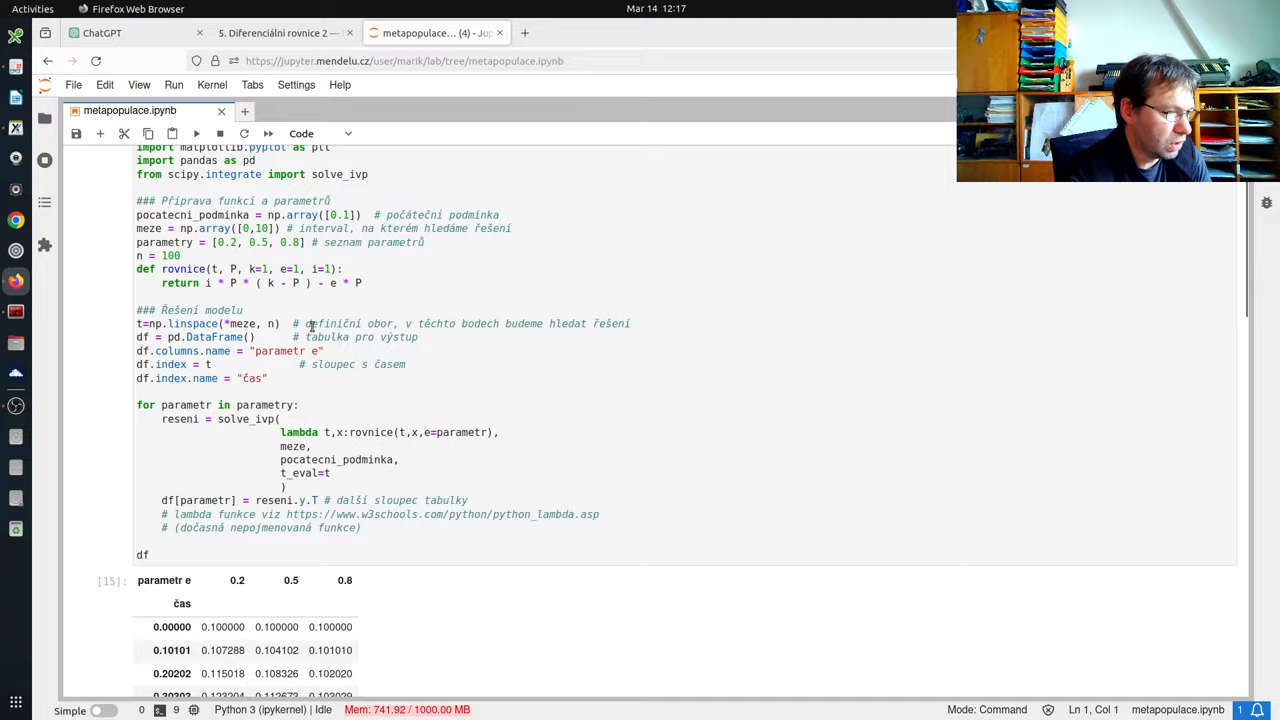 Activities
Firefox Web Browser
Mar 14 12:17
ChatGPT
5. Diferenciální rovnice 2
metapopulace… (4) - Jup
https://jupyter.mendelu.cz/user/marik/lab/tree/metapopulace.ipynb
File Edit View Run Kernel Tabs Settings Help
metapopulace.ipynb
Code
import matplotlib.pyplot as plt
import pandas as pd
from scipy.integrate import solve_ivp
### Příprava funkcí a parametrů
pocatecni_podminka = np.array([0.1])  # počáteční podmínka
meze = np.array([0,10]) # interval, na kterém hledáme řešení
parametry = [0.2, 0.5, 0.8] # seznam parametrů
n = 100
def rovnice(t, P, k=1, e=1, i=1):
    return i * P * ( k - P ) - e * P
### Řešení modelu
t=np.linspace(*meze, n)  # definiční obor, v těchto bodech budeme hledat řešení
df = pd.DataFrame()      # tabulka pro výstup
df.columns.name = "parametr e"
df.index = t              # sloupec s časem
df.index.name = "čas"
for parametr in parametry:
    reseni = solve_ivp(
                       lambda t,x:rovnice(t,x,e=parametr),
                       meze,
                       pocatecni_podminka,
                       t_eval=t
                       )
    df[parametr] = reseni.y.T # další sloupec tabulky
    # lambda funkce viz https://www.w3schools.com/python/python_lambda.asp
    # (dočasná nepojmenovaná funkce)
df
[15]: parametr e 0.2 0.5 0.8
čas
0.00000 0.100000 0.100000 0.100000
0.10101 0.107288 0.104102 0.101010
0.20202 0.115018 0.108326 0.102020
0.30303 0.123204 0.112673 0.103029
Simple 0 9 Python 3 (ipykernel) | Idle Mem: 741.92 / 1000.00 MB Mode: Command Ln 1, Col 1 metapopulace.ipynb 1